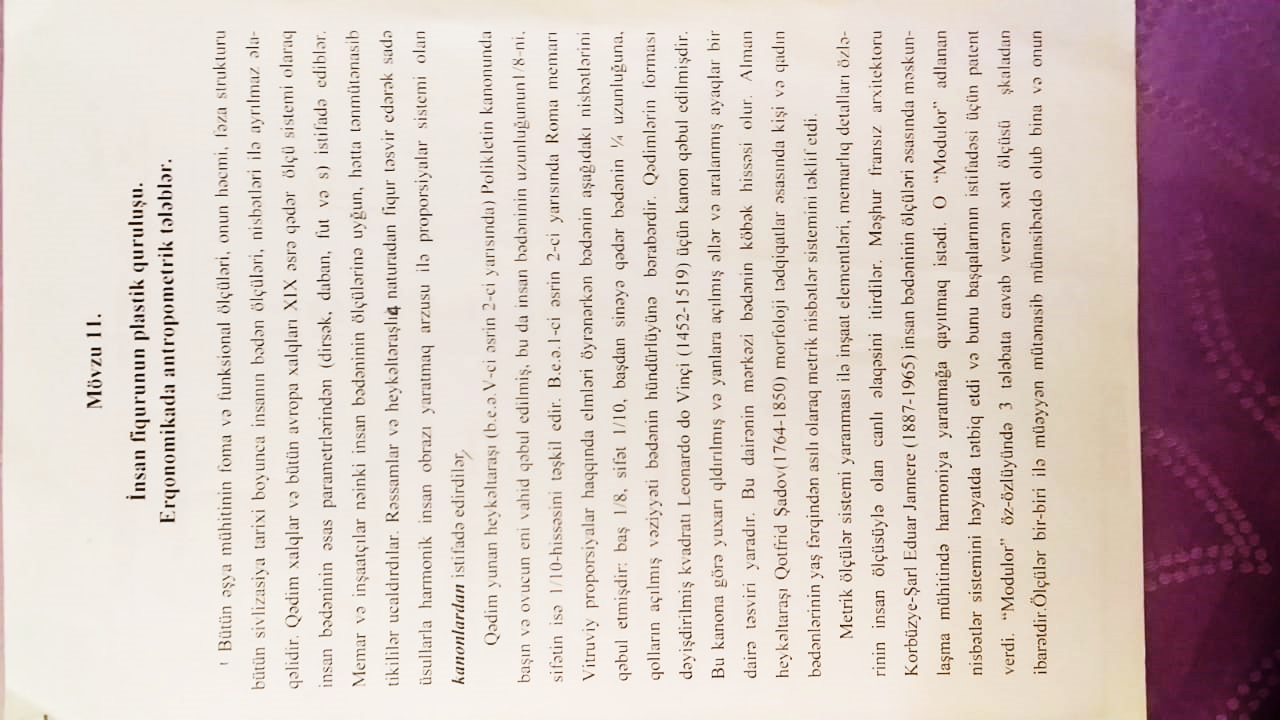 Mövzu 11.
İnsan fiqurunun plastik quruluşu.
Erqonomikada antropometrik tələblər.
Bütün əşya mühitinin foma və funksional ölçüləri, onun həcmi, fəza strukturu
bütün sivlizasiya tarixi boyunca insanın bədən ölçüləri, nisbətləri ilə ayrılmaz əla-
qəlidir. Qədim xalqlar və bütün avropa xalqları XIX əsrə qədər ölçü sistemi olaraq
insan bədəninin əsas parametrlərindən (dirsək, daban, fut və s) istifadə ediblər.
Memar və inşaatçılar nəinki insan bədəninin ölçülərinə uyğun, hətta tənmütənasib
tikililər ucaldırdılar. Rəssamlar və heykəltəraşlar naturadan fiqur təsvir edərək sadə
üsullarla harmonik insan obrazı yaratmaq arzusu ilə proporsiyalar sistemi olan
kanonlardan istifadə edirdilər,
Qədim yunan heykəltaraşı (b.e.ə.V-ci əsrin 2-ci yarısında) Polikletin kanonunda
başın və ovucun eni vahid qəbul edilmiş, bu da insan bədəninin uzunluğunun1/8-ni,
sifətin isə 1/10-hissəsini təşkil edir. B.e.ə.1-ci əsrin 2-ci yarısında Roma memarı
Vitruviy proporsiyalar haqqında elmləri öyrənərkən bədənin aşağıdakı nisbətlərini
qəbul etmişdir: baş 1/8, sifət 1/10, başdan sinəyə qədər bədənin ¼ uzunluğuna,
qolların açılmış vəziyyəti bədənin hündürlüyünə bərabərdir. Qədimlərin forması
dəyişdirilmiş kvadratı Leonardo do Vinçi (1452-1519) üçün kanon qəbul edilmişdir.
Bu kanona görə yuxarı qldırılmış və yanlara açılmış əllər və aralanmış ayaqlar bir
dairə təsviri yaradır. Bu dairənin mərkəzi bədənin köbək hissəsi olur. Alman
heykəltaraşı Qotfrid Şadov(1764-1850) morfoloji tədqiqatlar əsasında kişi və qadın
bədənlərinin yaş fərqindən asılı olaraq metrik nisbətlər sistemini təklif etdi.
Metrik ölçülər sistemi yaranması ilə inşaat elementləri, memarlıq detalları özlə-
rinin insan ölçüsüylə olan canlı əlaqəsini itirdilər. Məşhur fransız arxitektoru
Korbüzye-Şarl Eduar Jannere (1887-1965) insan bədəninin ölçüləri əsasında məskun-
laşma mühitində harmoniya yaratmağa qayıtmaq istədi. O “Modulor” adlanan
nisbətlər sistemini həyatda tətbiq etdi və bunu başqalarının istifadəsi üçün patent
verdi. “Modulor” öz-özlüyündə 3 tələbata cavab verən xətt ölçüsü şkaladan
ibarətdir.Ölçülər bir-biri ilə müəyyən mütənasib münasibətdə olub bina və onun